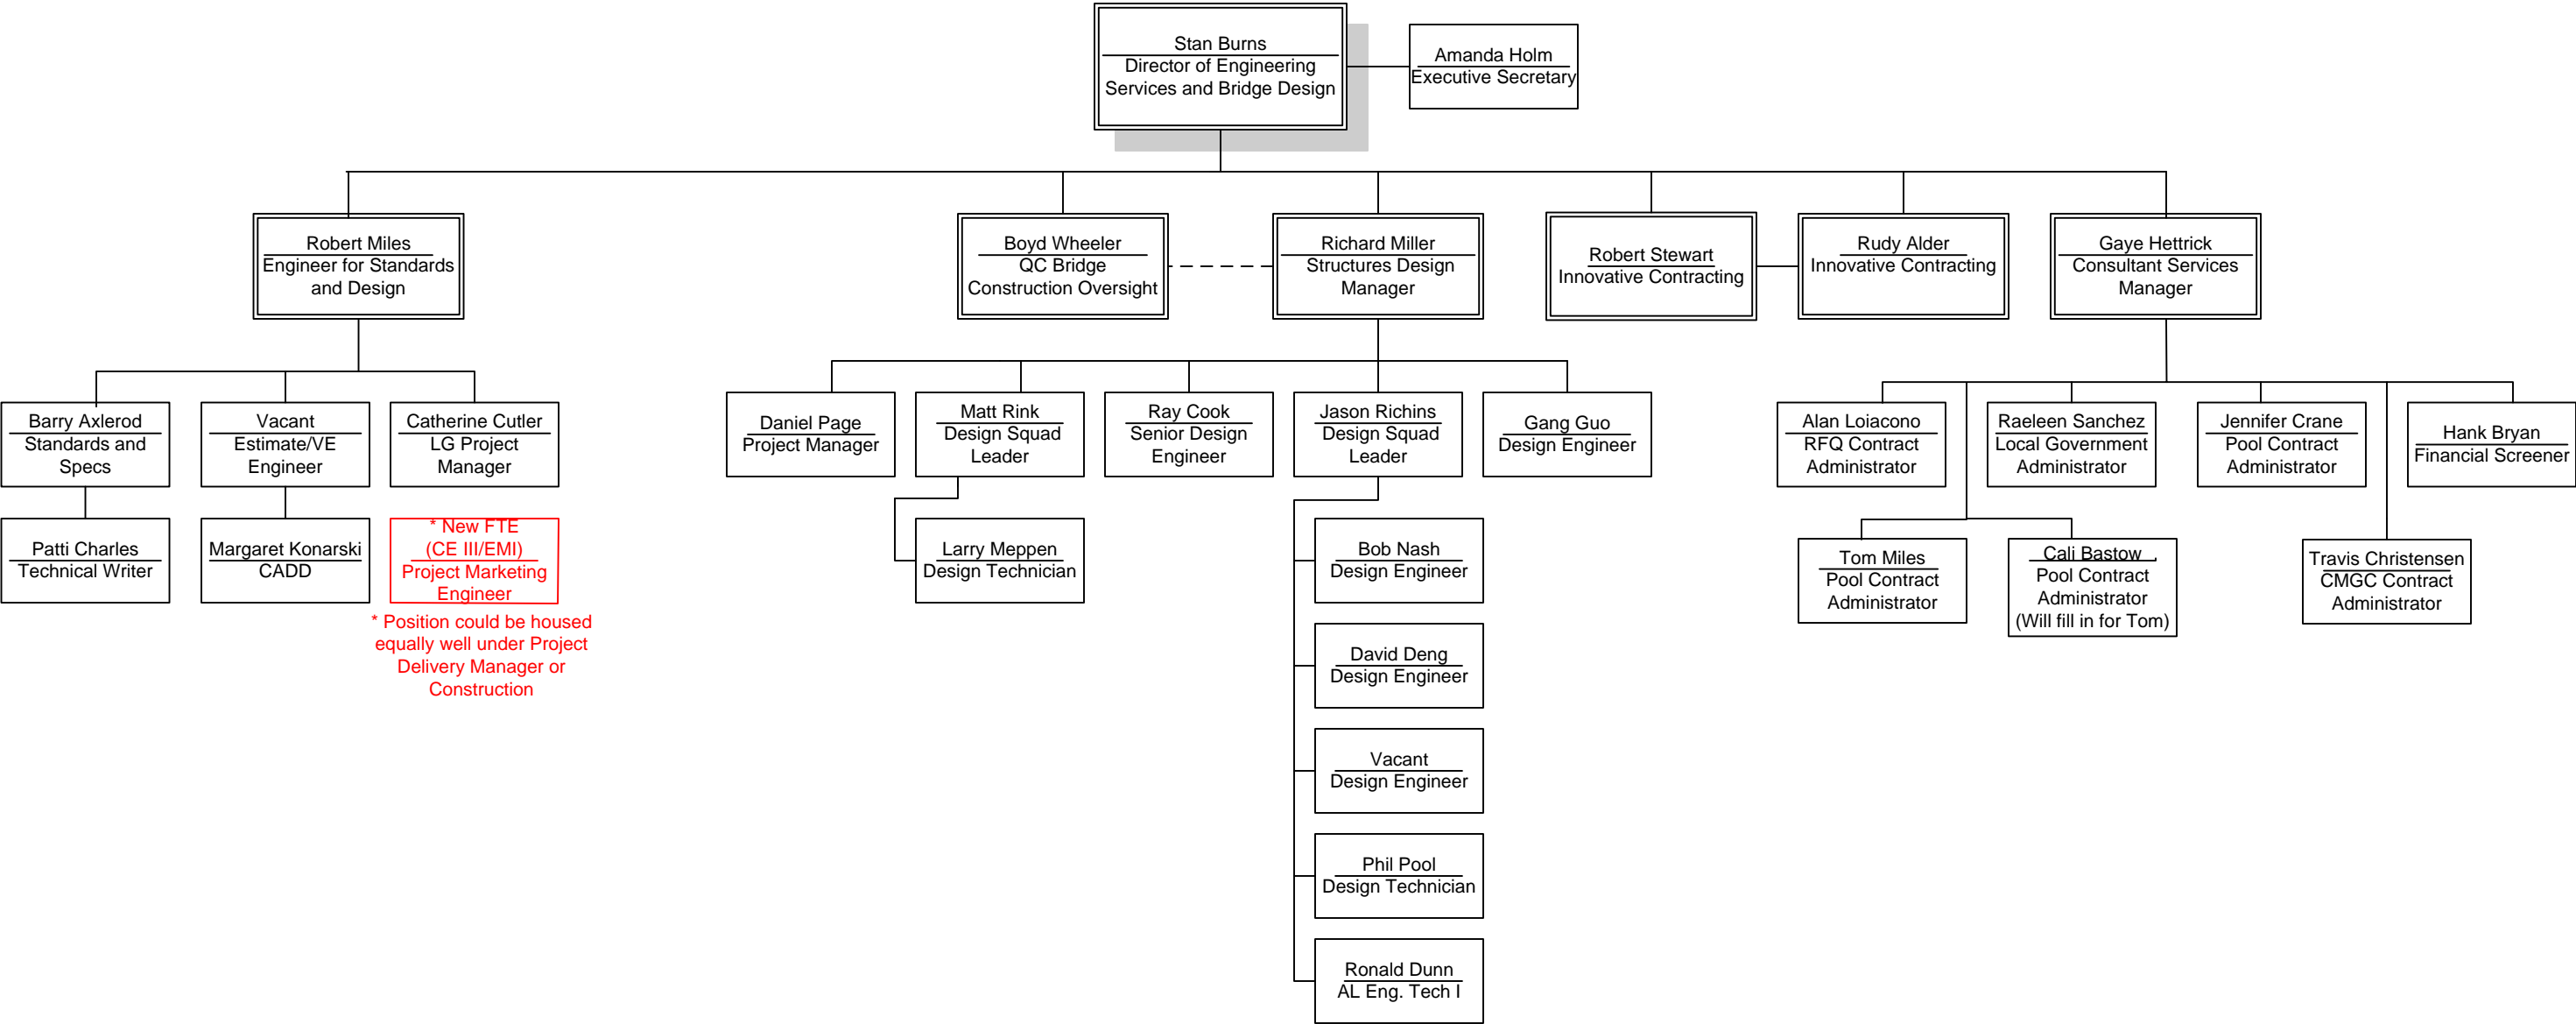 Stan Burns
Director of Engineering
Services and Bridge Design
Amanda Holm
Executive Secretary
Robert Miles
Engineer for Standards
and Design
Boyd Wheeler
QC Bridge
Construction Oversight
Richard Miller
Structures Design
Manager
Robert Stewart
Innovative Contracting
Rudy Alder
Innovative Contracting
Gaye Hettrick
Consultant Services
Manager
Barry Axlerod
Standards and
Specs
Vacant
Estimate/VE
Engineer
Catherine Cutler
LG Project
Manager
Daniel Page
Project Manager
Matt Rink
Design Squad
Leader
Ray Cook
Senior Design
Engineer
Jason Richins
Design Squad
Leader
Gang Guo
Design Engineer
Alan Loiacono
RFQ Contract
Administrator
Raeleen Sanchez
Local Government
Administrator
Jennifer Crane
Pool Contract
Administrator
Hank Bryan
Financial Screener
Patti Charles
Technical Writer
Margaret Konarski
CADD
* New FTE
(CE III/EMI)
Project Marketing
Engineer
* Position could be housed
equally well under Project
Delivery Manager or
Construction
Larry Meppen
Design Technician
Bob Nash
Design Engineer
David Deng
Design Engineer
Vacant
Design Engineer
Phil Pool
Design Technician
Ronald Dunn
AL Eng. Tech I
Tom Miles
Pool Contract
Administrator
Cali Bastow
Pool Contract
Administrator
(Will fill in for Tom)
Travis Christensen
CMGC Contract
Administrator